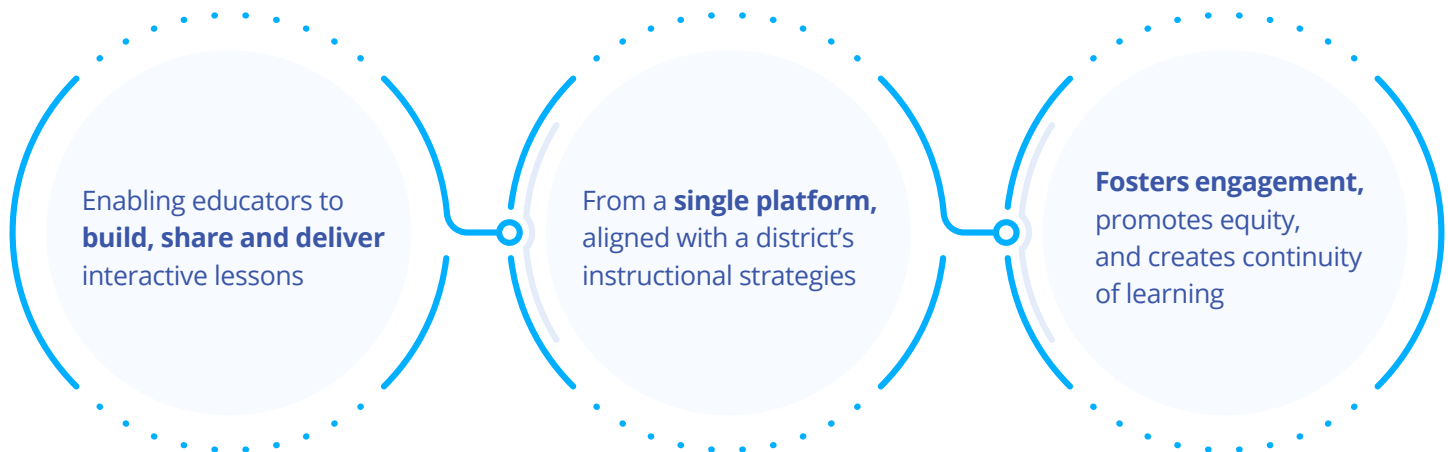 Enabling educators to
build, share and deliver
interactive lessons
From a single platform,
aligned with a district's
instructional strategies
Fosters engagement,
promotes equity,
and creates continuity
of learning